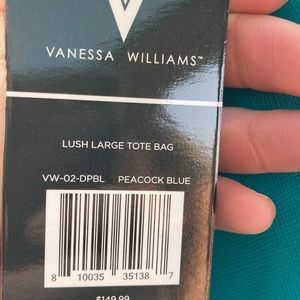 VANESSA WILLIAMS™
LUSH LARGE TOTE BAG
VW-02-DPBL PEACOCK BLUE
8 10035 35138 7
$149.99